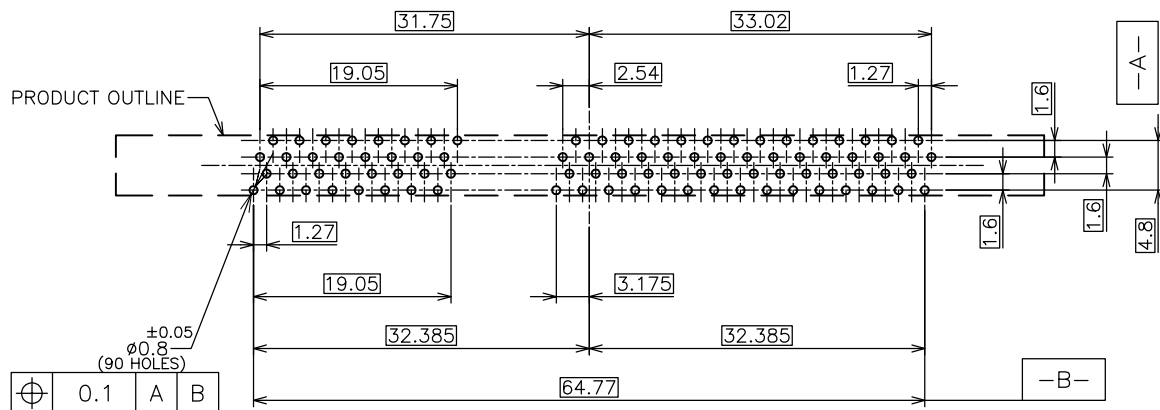 31.75
33.02
19.05
2.54
1.27
1.6
-A-
PRODUCT OUTLINE
1.27
1.6
1.6
4.8
19.05
3.175
±0.05
ø0.8
(90 HOLES)
32.385
32.385
0.1 A B
64.77
-B-